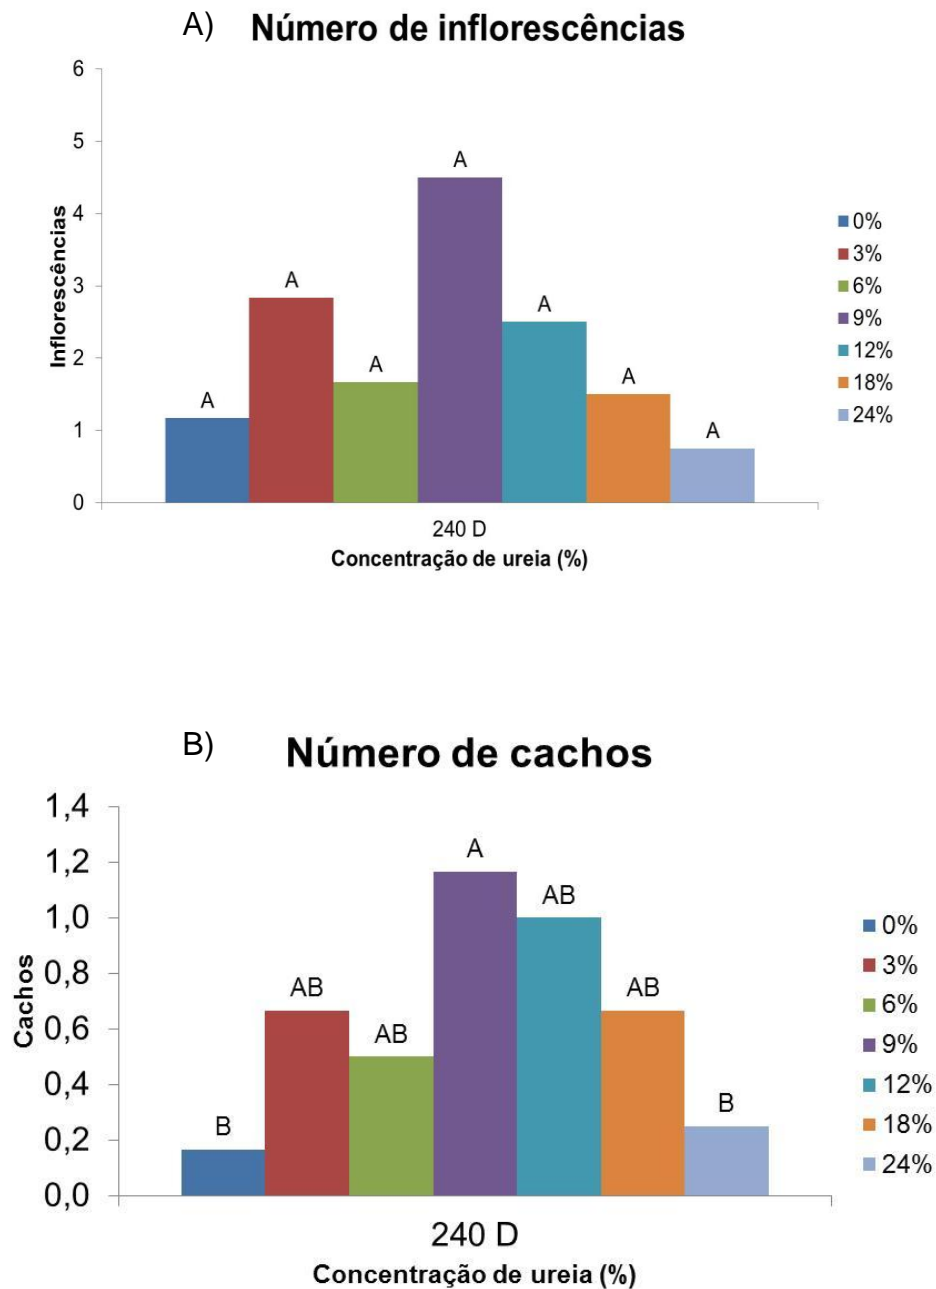 A) Número de inflorescências
6
5
4
3
2
1
0
Inflorescências
A
A
A
A
A
A
A
240 D
Concentração de ureia (%)
0%
3%
6%
9%
12%
18%
24%
B) Número de cachos
1,4
1,2
1,0
0,8
0,6
0,4
0,2
0,0
Cachos
B
AB
AB
A
AB
AB
B
240 D
Concentração de ureia (%)
0%
3%
6%
9%
12%
18%
24%